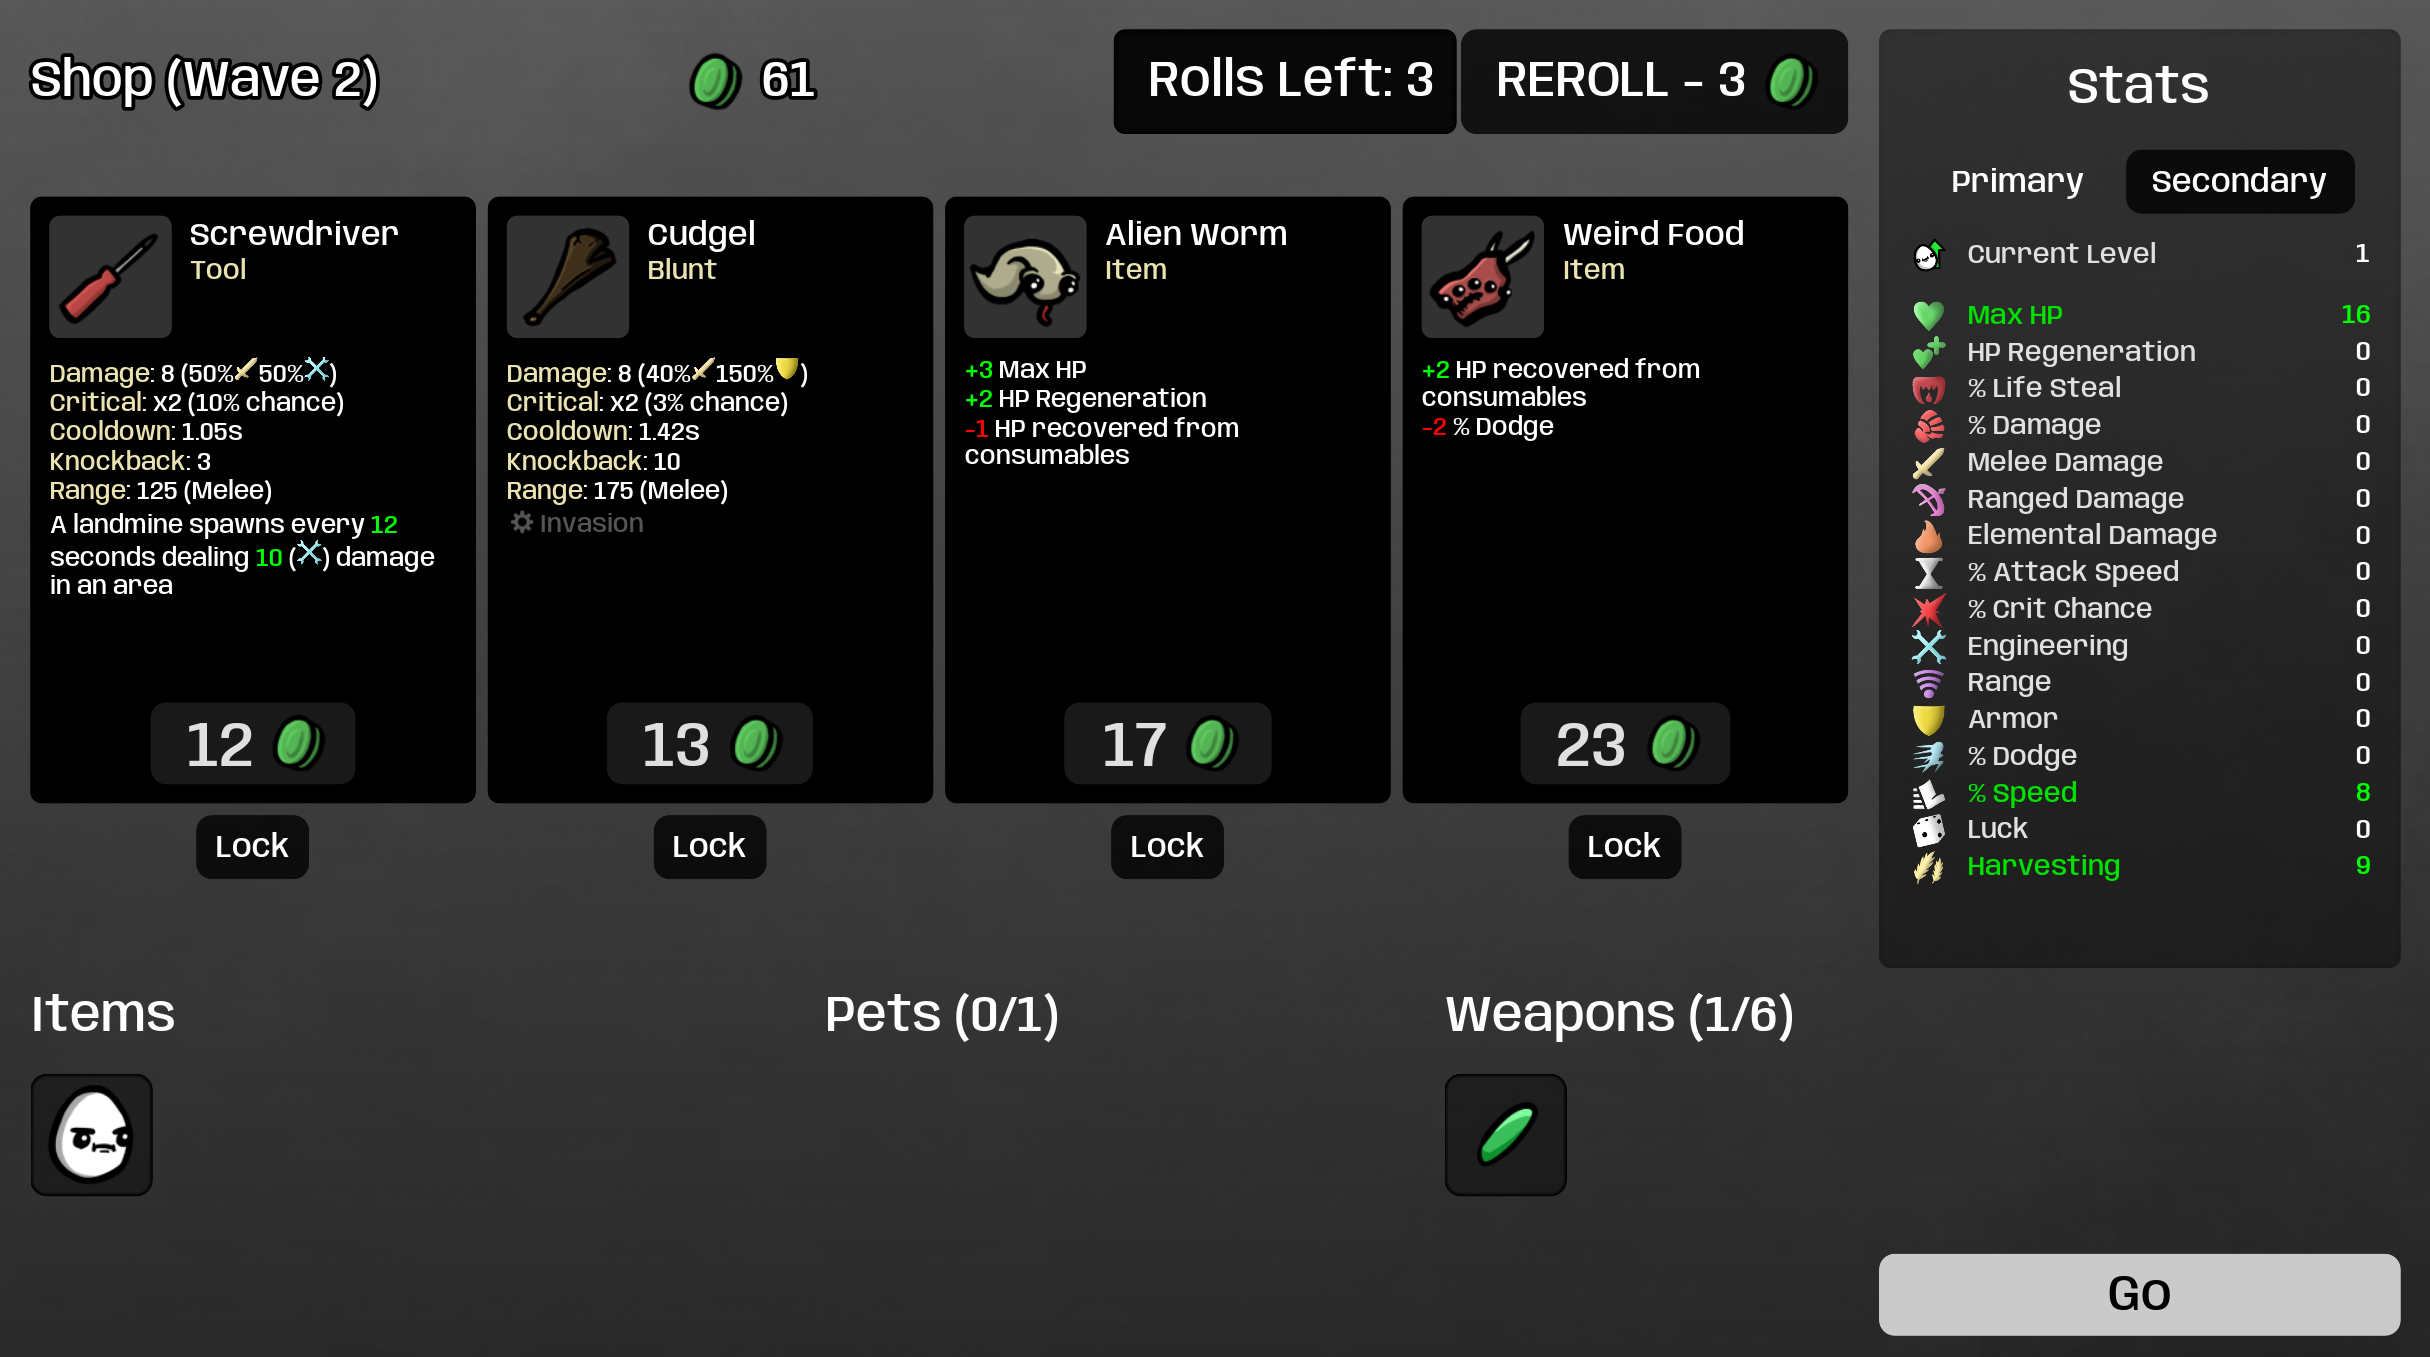 Shop (Wave 2)
61
Rolls Left: 3
REROLL - 3
Screwdriver
Tool
Damage: 8 (50%50%)
Critical: x2 (10% chance)
Cooldown: 1.05s
Knockback: 3
Range: 125 (Melee)
A landmine spawns every 12
seconds dealing 10 () damage
in an area
12
Lock
Cudgel
Blunt
Damage: 8 (40%150%)
Critical: x2 (3% chance)
Cooldown: 1.42s
Knockback: 10
Range: 175 (Melee)
Invasion
13
Lock
Alien Worm
Item
+3 Max HP
+2 HP Regeneration
-1 HP recovered from
consumables
17
Lock
Weird Food
Item
+2 HP recovered from
consumables
-2 % Dodge
23
Lock
Stats
Primary
Secondary
Current Level 1
Max HP 16
HP Regeneration 0
% Life Steal 0
% Damage 0
Melee Damage 0
Ranged Damage 0
Elemental Damage 0
% Attack Speed 0
% Crit Chance 0
Engineering 0
Range 0
Armor 0
% Dodge 0
% Speed 8
Luck 0
Harvesting 9
Items
Pets (0/1)
Weapons (1/6)
Go